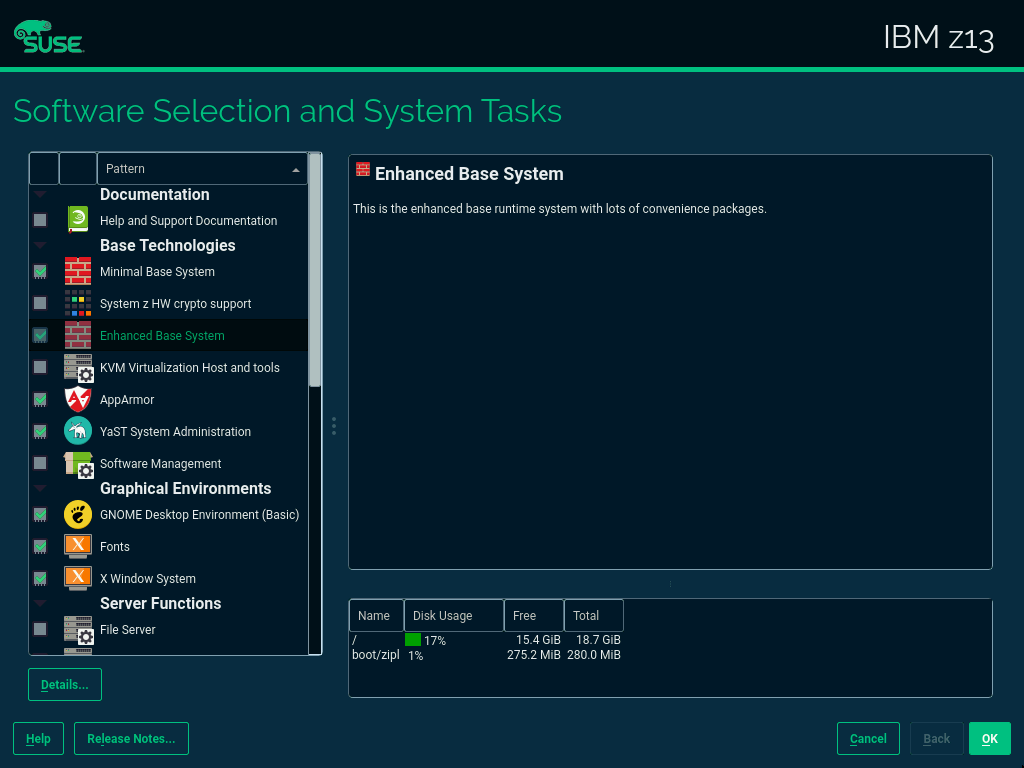 SUSE
IBM z13
Software Selection and System Tasks
Pattern
Documentation
Help and Support Documentation
Base Technologies
Minimal Base System
System z HW crypto support
Enhanced Base System
KVM Virtualization Host and tools
AppArmor
YaST System Administration
Software Management
Graphical Environments
GNOME Desktop Environment (Basic)
Fonts
X Window System
Server Functions
File Server
Details...
Enhanced Base System
This is the enhanced base runtime system with lots of convenience packages.
Name Disk Usage Free Total
/ 17% 15.4 GiB 18.7 GiB
boot/zipl 1% 275.2 MiB 280.0 MiB
Help Release Notes... Cancel Back OK